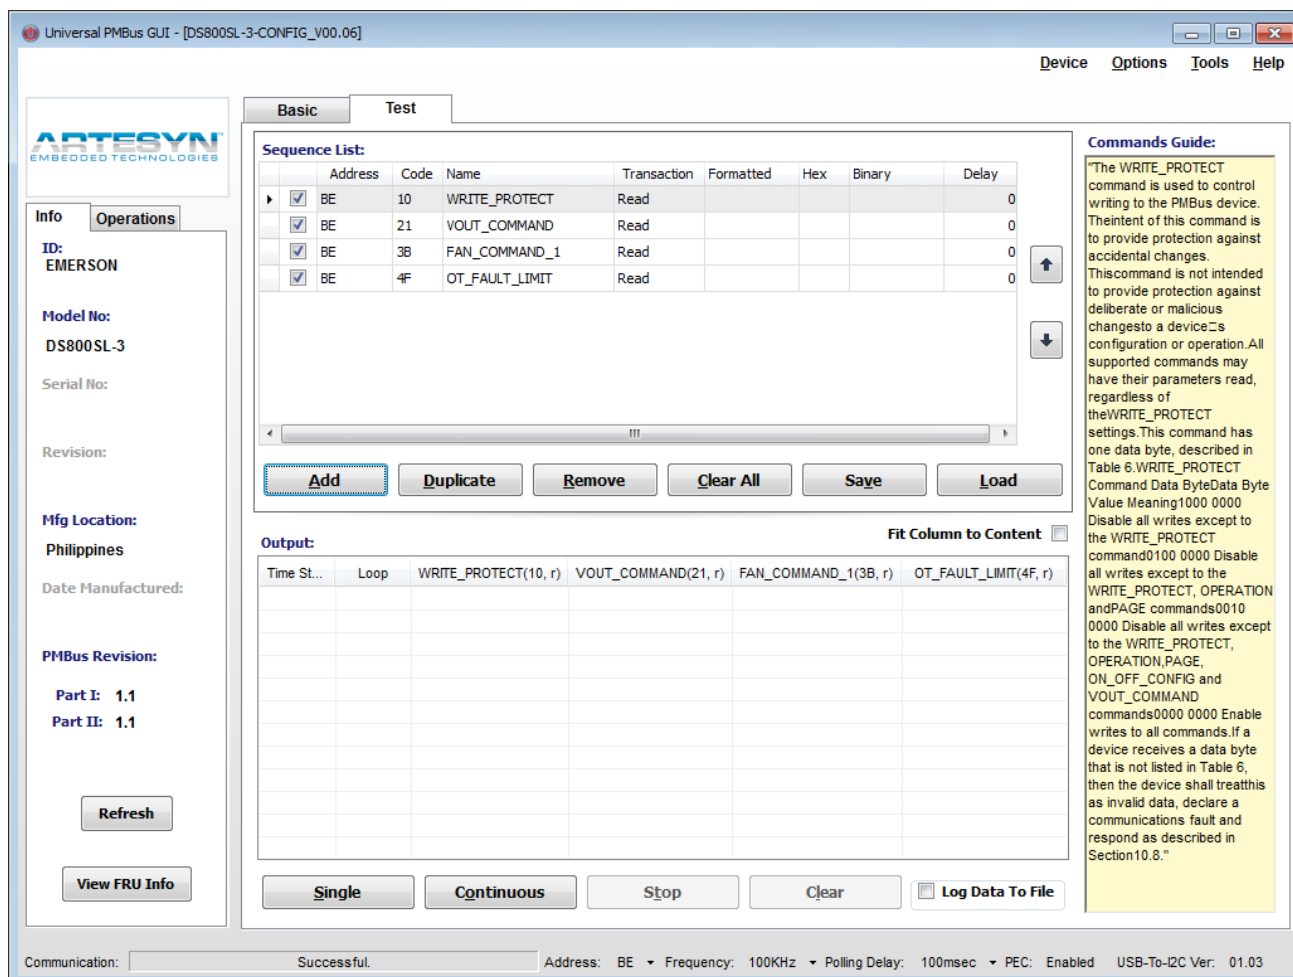 Universal PMBus GUI - [DS800SL-3-CONFIG_V00.06]
Device Options Tools Help
ARTESYN™
EMBEDDED TECHNOLOGIES
Info Operations
ID:
EMERSON
Model No:
DS800SL-3
Serial No:
Revision:
Mfg Location:
Philippines
Date Manufactured:
PMBus Revision:
Part I: 1.1
Part II: 1.1
Refresh
View FRU Info
Basic Test
Sequence List:
Address Code Name Transaction Formatted Hex Binary Delay
BE 10 WRITE_PROTECT Read 0
BE 21 VOUT_COMMAND Read 0
BE 3B FAN_COMMAND_1 Read 0
BE 4F OT_FAULT_LIMIT Read 0
Add Duplicate Remove Clear All Save Load
Fit Column to Content
Output:
Time St... Loop WRITE_PROTECT(10, r) VOUT_COMMAND(21, r) FAN_COMMAND_1(3B, r) OT_FAULT_LIMIT(4F, r)
Single Continuous Stop Clear Log Data To File
Commands Guide:
"The WRITE_PROTECT
command is used to control
writing to the PMBus device.
Theintent of this command is
to provide protection against
accidental changes.
Thiscommand is not intended
to provide protection against
deliberate or malicious
changesto a device□s
configuration or operation.All
supported commands may
have their parameters read,
regardless of
theWRITE_PROTECT
settings.This command has
one data byte, described in
Table 6.WRITE_PROTECT
Command Data ByteData Byte
Value Meaning1000 0000
Disable all writes except to
the WRITE_PROTECT
command0100 0000 Disable
all writes except to the
WRITE_PROTECT, OPERATION
andPAGE commands0010
0000 Disable all writes except
to the WRITE_PROTECT,
OPERATION,PAGE,
ON_OFF_CONFIG and
VOUT_COMMAND
commands0000 0000 Enable
writes to all commands.If a
device receives a data byte
that is not listed in Table 6,
then the device shall treatthis
as invalid data, declare a
communications fault and
respond as described in
Section10.8."
Communication: Successful. Address: BE Frequency: 100KHz Polling Delay: 100msec PEC: Enabled USB-To-I2C Ver: 01.03